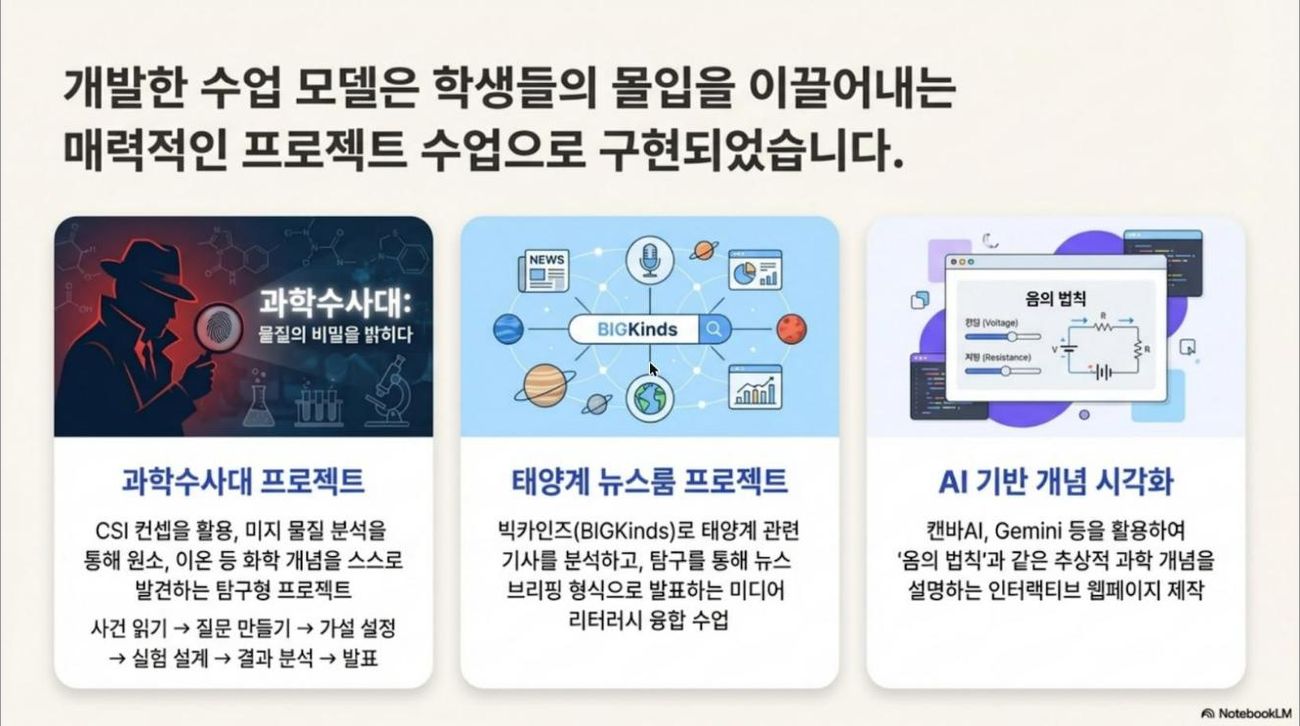 개발한 수업 모델은 학생들의 몰입을 이끌어내는
매력적인 프로젝트 수업으로 구현되었습니다.
과학수사대:
물질의 비밀을 밝히다
과학수사대 프로젝트
CSI 컨셉을 활용, 미지 물질 분석을
통해 원소, 이온 등 화학 개념을 스스로
발견하는 탐구형 프로젝트
사건 읽기 → 질문 만들기 → 가설 설정
→ 실험 설계 → 결과 분석 → 발표
NEWS
BIGKinds
태양계 뉴스룸 프로젝트
빅카인즈(BIGKinds)로 태양계 관련
기사를 분석하고, 탐구를 통해 뉴스
브리핑 형식으로 발표하는 미디어
리터러시 융합 수업
옴의 법칙
(Voltage)
(Resistance)
R
V
R
AI 기반 개념 시각화
캔바AI, Gemini 등을 활용하여
‘옴의 법칙’과 같은 추상적 과학 개념을
설명하는 인터랙티브 웹페이지 제작
NotebookLM